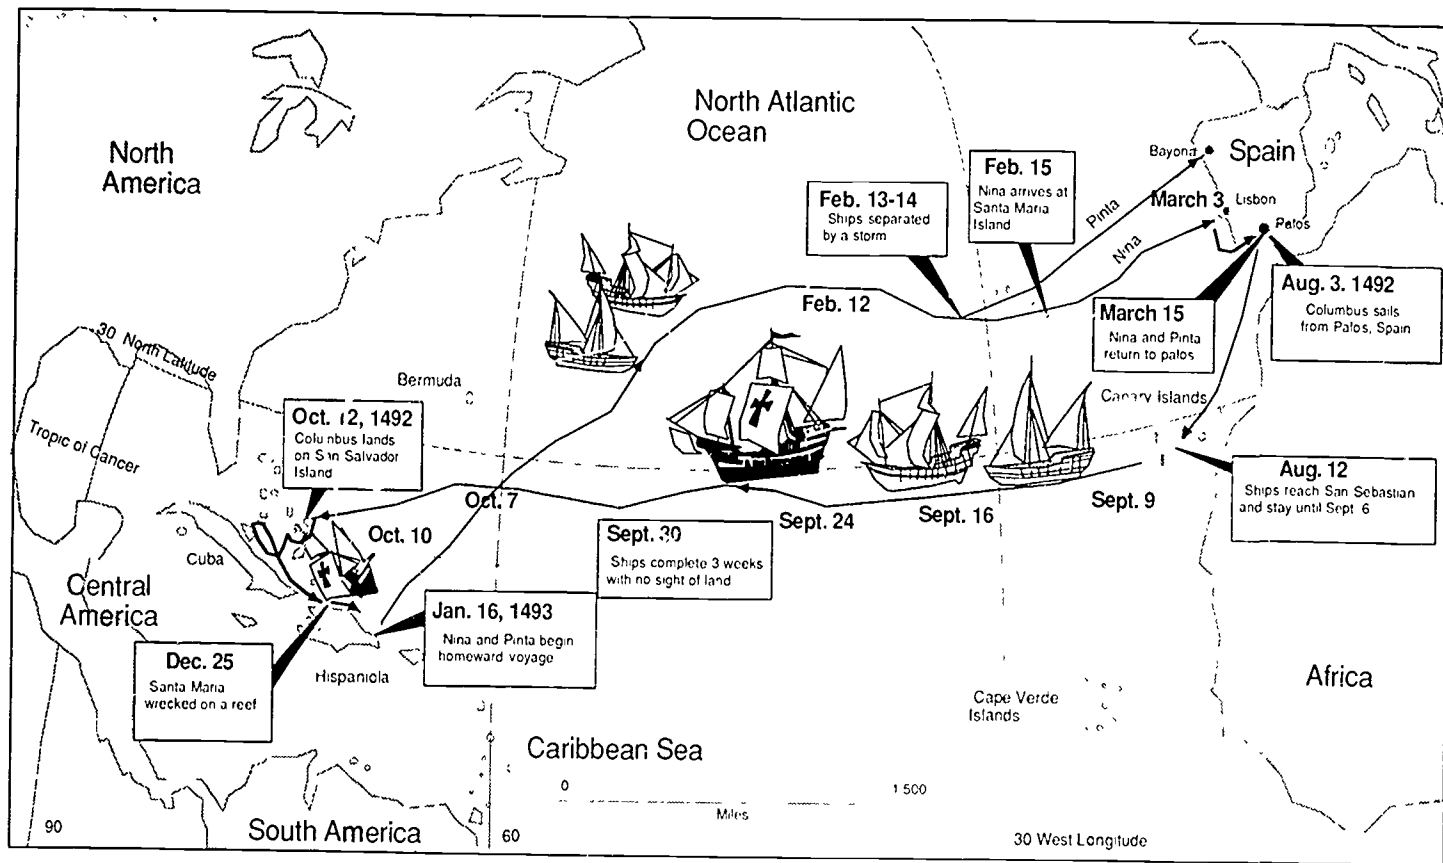 North Atlantic
Ocean
North
America
Bayona
Spain
Feb. 15
Nina arrives at
Santa Maria
Island
Feb. 13-14
Ships separated
by a storm
March 3
Lisbon
Pinta
Palos
Nina
Aug. 3. 1492
Columbus sails
from Palos, Spain
Feb. 12
March 15
Nina and Pinta
return to palos
30 North Latitude
Bermuda
Canary Islands
Oct. 12, 1492
Columbus lands
on San Salvador
Island
Tropic of Cancer
Aug. 12
Ships reach San Sebastian
and stay until Sept. 6
Oct. 7
Sept. 9
Sept. 16
Sept. 24
Oct. 10
Sept. 30
Ships complete 3 weeks
with no sight of land
Cuba
Central
America
Jan. 16, 1493
Nina and Pinta begin
homeward voyage
Dec. 25
Santa Maria
wrecked on a reef
Hispaniola
Africa
Cape Verde
Islands
Caribbean Sea
0
1 500
Miles
90
South America
60
30 West Longitude